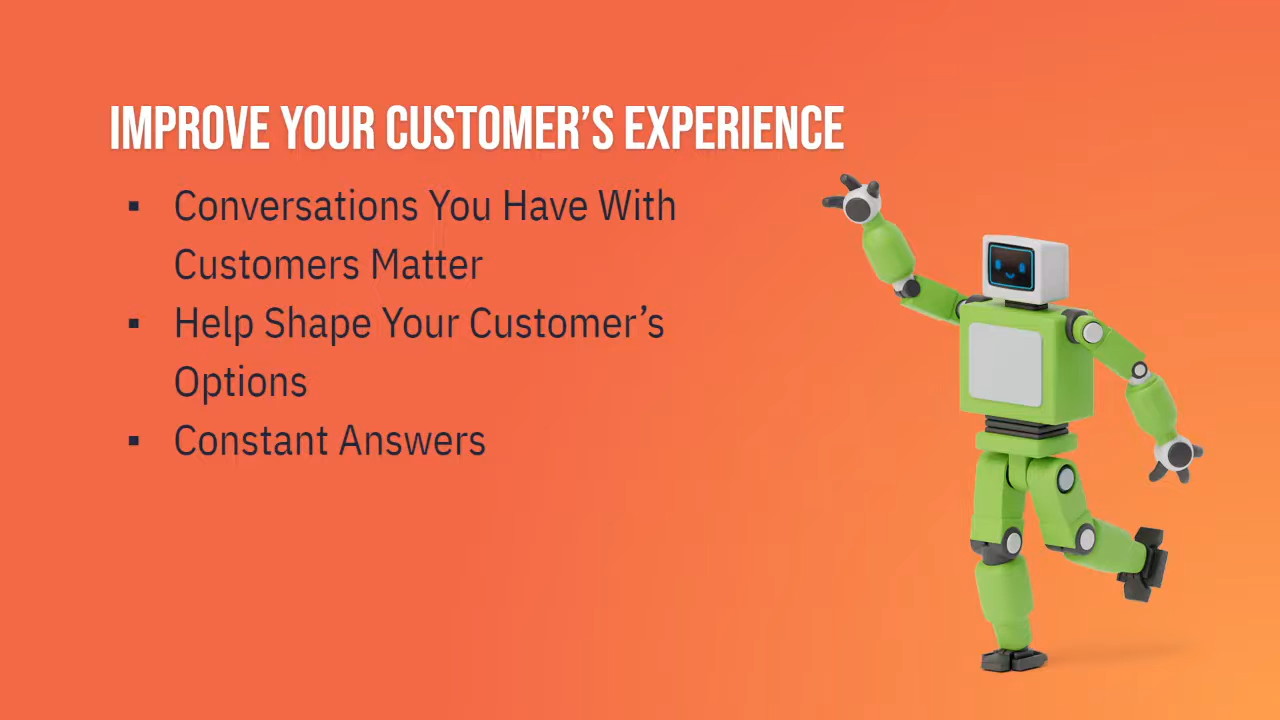 IMPROVE YOUR CUSTOMER’S EXPERIENCE
▪ Conversations You Have With
Customers Matter
▪ Help Shape Your Customer’s
Options
▪ Constant Answers